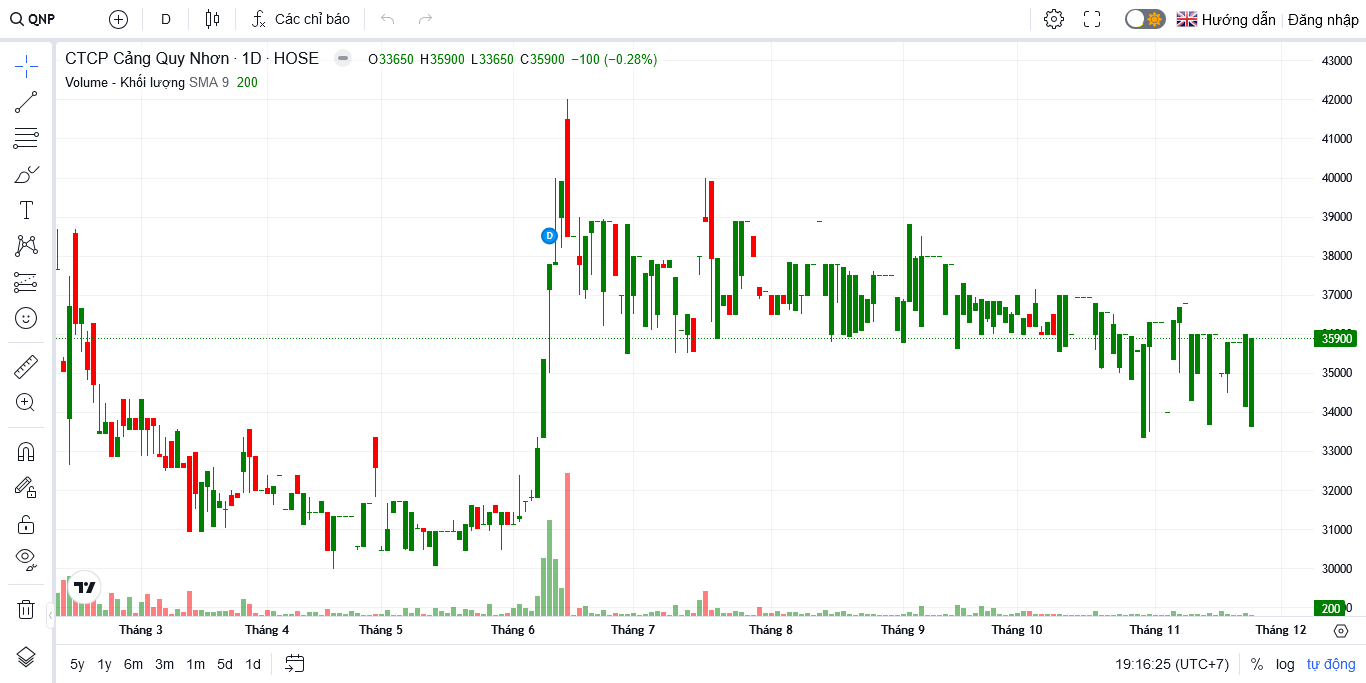 QNP D Các chỉ báo Hướng dẫn Đăng nhập
CTCP Cảng Quy Nhơn · 1D · HOSE O33650 H35900 L33650 C35900 −100 (−0.28%)
Volume - Khối lượng SMA 9 200
43000
42000
41000
40000
39000
D
38000
37000
35900
35000
34000
33000
32000
31000
30000
200
Tháng 3 Tháng 4 Tháng 5 Tháng 6 Tháng 7 Tháng 8 Tháng 9 Tháng 10 Tháng 11 Tháng 12
5y 1y 6m 3m 1m 5d 1d 19:16:25 (UTC+7) % log tự động